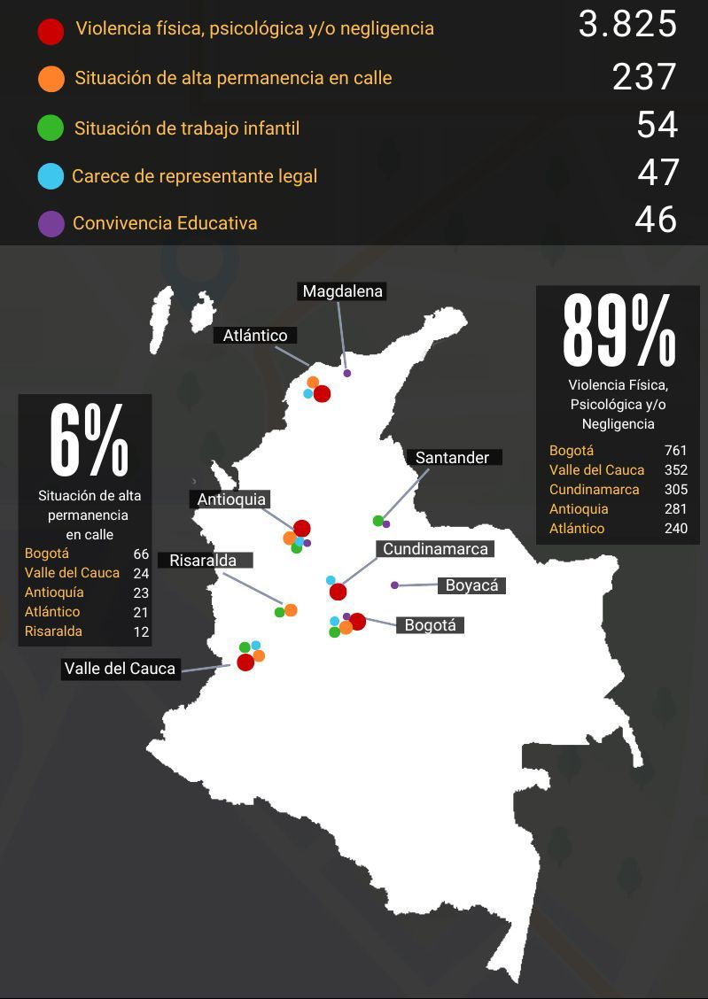 Violencia física, psicológica y/o negligencia 3.825
Situación de alta permanencia en calle 237
Situación de trabajo infantil 54
Carece de representante legal 47
Convivencia Educativa 46
Magdalena
Atlántico
89%
Violencia Física,
Psicológica y/o
Negligencia
Bogotá 761
Valle del Cauca 352
Cundinamarca 305
Antioquia 281
Atlántico 240
6%
Situación de alta
permanencia
en calle
Bogotá 66
Valle del Cauca 24
Antioquía 23
Atlántico 21
Risaralda 12
Santander
Antioquia
Cundinamarca
Risaralda
Boyacá
Bogotá
Valle del Cauca